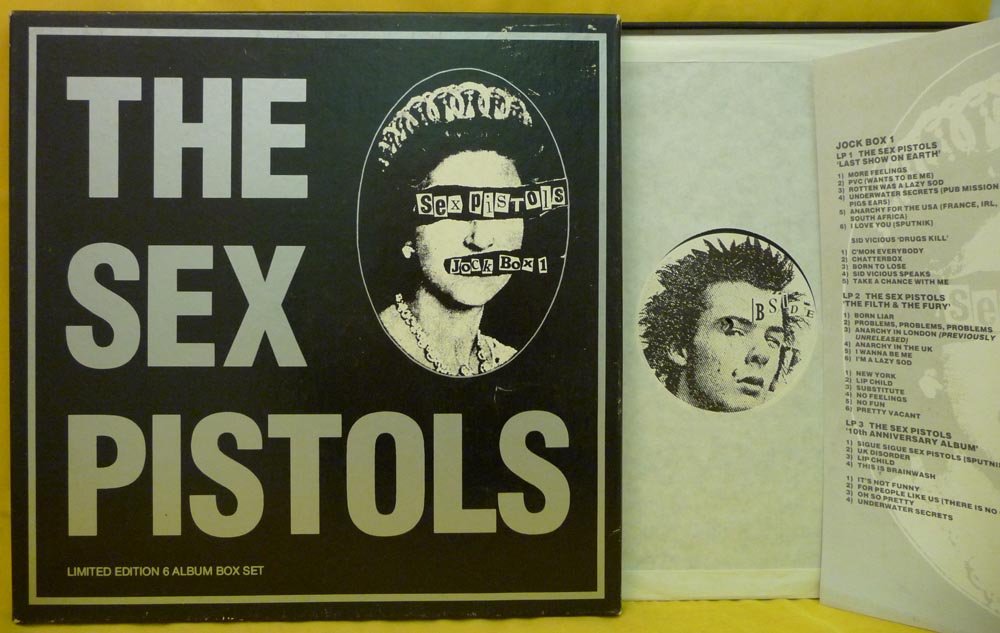 THE
SEX
PISTOLS
SEX PISTOLS
JOCK BOX 1
LIMITED EDITION 6 ALBUM BOX SET
B SIDE
JOCK BOX 1
LP 1 THE SEX PISTOLS
'LAST SHOW ON EARTH'
1) MORE FEELINGS
2) PVC (WANTS TO BE ME)
3) ROTTEN WAS A LAZY SOD
4) UNDERWATER SECRETS (PUB MISSION
PIGS EARS)
5) ANARCHY FOR THE USA (FRANCE, IRL,
SOUTH AFRICA)
6) I LOVE YOU (SPUTNIK)
SID VICIOUS 'DRUGS KILL'
1) C'MON EVERYBODY
2) CHATTERBOX
3) BORN TO LOSE
4) SID VICIOUS SPEAKS
5) TAKE A CHANCE WITH ME
LP 2 THE SEX PISTOLS
'THE FILTH & THE FURY'
1) BORN LIAR
2) PROBLEMS, PROBLEMS, PROBLEMS
3) ANARCHY IN LONDON (PREVIOUSLY
UNRELEASED)
4) ANARCHY IN THE UK
5) I WANNA BE ME
6) I'M A LAZY SOD
1) NEW YORK
2) LIP CHILD
3) SUBSTITUTE
4) NO FEELINGS
5) NO FUN
6) PRETTY VACANT
LP 3 THE SEX PISTOLS
'10th ANNIVERSARY ALBUM'
1) SIGUE SIGUE SEX PISTOLS (SPUTNI
2) UK DISORDER
3) LIP CHILD
4) THIS IS BRAINWASH
1) IT'S NOT FUNNY
2) FOR PEOPLE LIKE US (THERE IS NO
3) OH SO PRETTY
4) UNDERWATER SECRETS